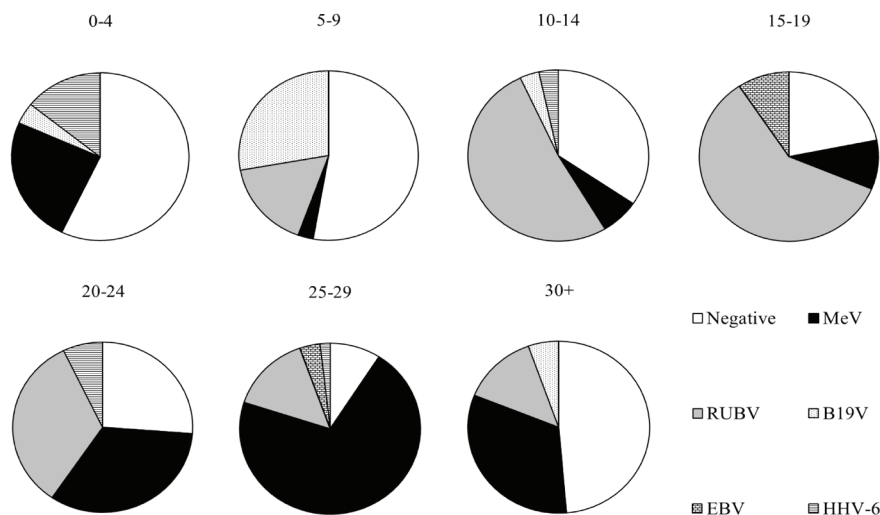 0-4 5-9 10-14 15-19
20-24 25-29 30+
Negative MeV
RUBV B19V
EBV HHV-6